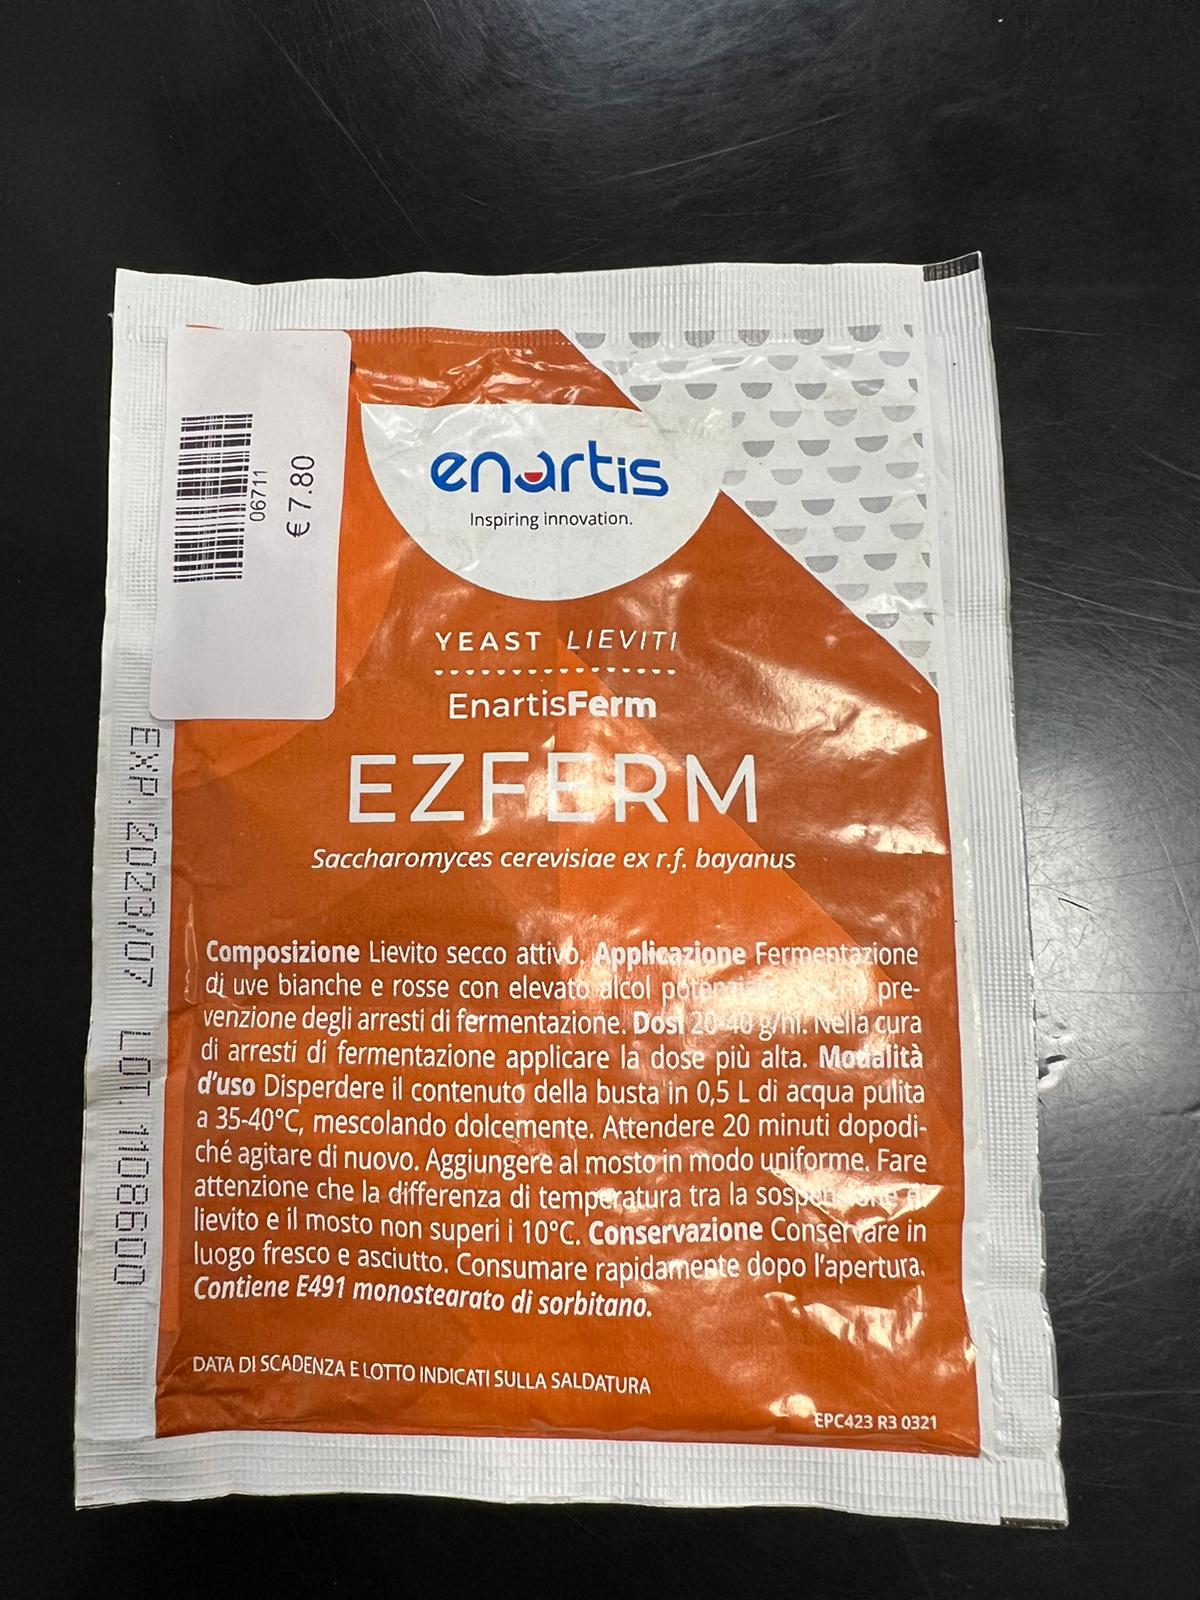 06711
€ 7.80
enartis
Inspiring innovation.
YEAST LIEVITI
EnartisFerm
EZFERM
Saccharomyces cerevisiae ex r.f. bayanus
Composizione Lievito secco attivo. Applicazione Fermentazione
di uve bianche e rosse con elevato alcol pre-
venzione degli arresti di fermentazione. Dosi 20-40 g/hl. Nella cura
di arresti di fermentazione applicare la dose più alta. Modalità
d'uso Disperdere il contenuto della busta in 0,5 L di acqua pulita
a 35-40°C, mescolando dolcemente. Attendere 20 minuti dopodi-
ché agitare di nuovo. Aggiungere al mosto in modo uniforme. Fare
attenzione che la differenza di temperatura tra la sospensione di
lievito e il mosto non superi i 10°C. Conservazione Conservare in
luogo fresco e asciutto. Consumare rapidamente dopo l'apertura.
Contiene E491 monostearato di sorbitano.
DATA DI SCADENZA E LOTTO INDICATI SULLA SALDATURA
EPC423 R3 0321
EXP. 2023/07 LOT. 1108600